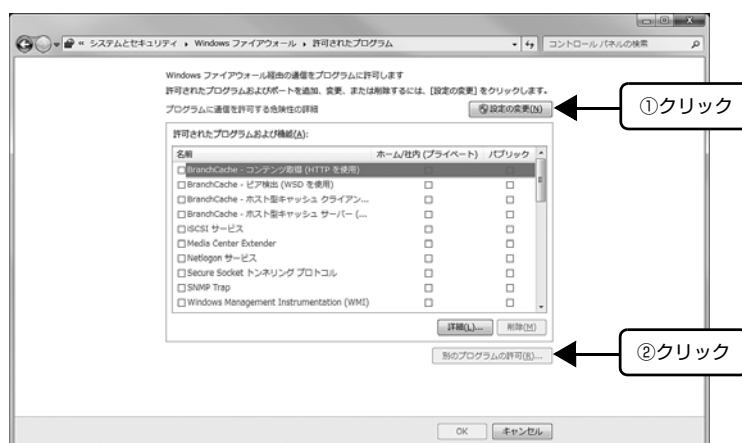 « システムとセキュリティ ▸ Windows ファイアウォール ▸ 許可されたプログラム
コントロール パネルの検索
Windows ファイアウォール経由の通信をプログラムに許可します
許可されたプログラムおよびポートを追加、変更、または削除するには、[設定の変更] をクリックします。
プログラムに通信を許可する危険性の詳細
設定の変更(N)
①クリック
許可されたプログラムおよび機能(A):
名前 ホーム/社内 (プライベート) パブリック
BranchCache - コンテンツ取得 (HTTP を使用)
BranchCache - ピア検出 (WSD を使用)
BranchCache - ホスト型キャッシュ クライアン...
BranchCache - ホスト型キャッシュ サーバー (...
iSCSI サービス
Media Center Extender
Netlogon サービス
Secure Socket トンネリング プロトコル
SNMP Trap
Windows Management Instrumentation (WMI)
詳細(L)... 削除(M)
別のプログラムの許可(R)...
②クリック
OK キャンセル